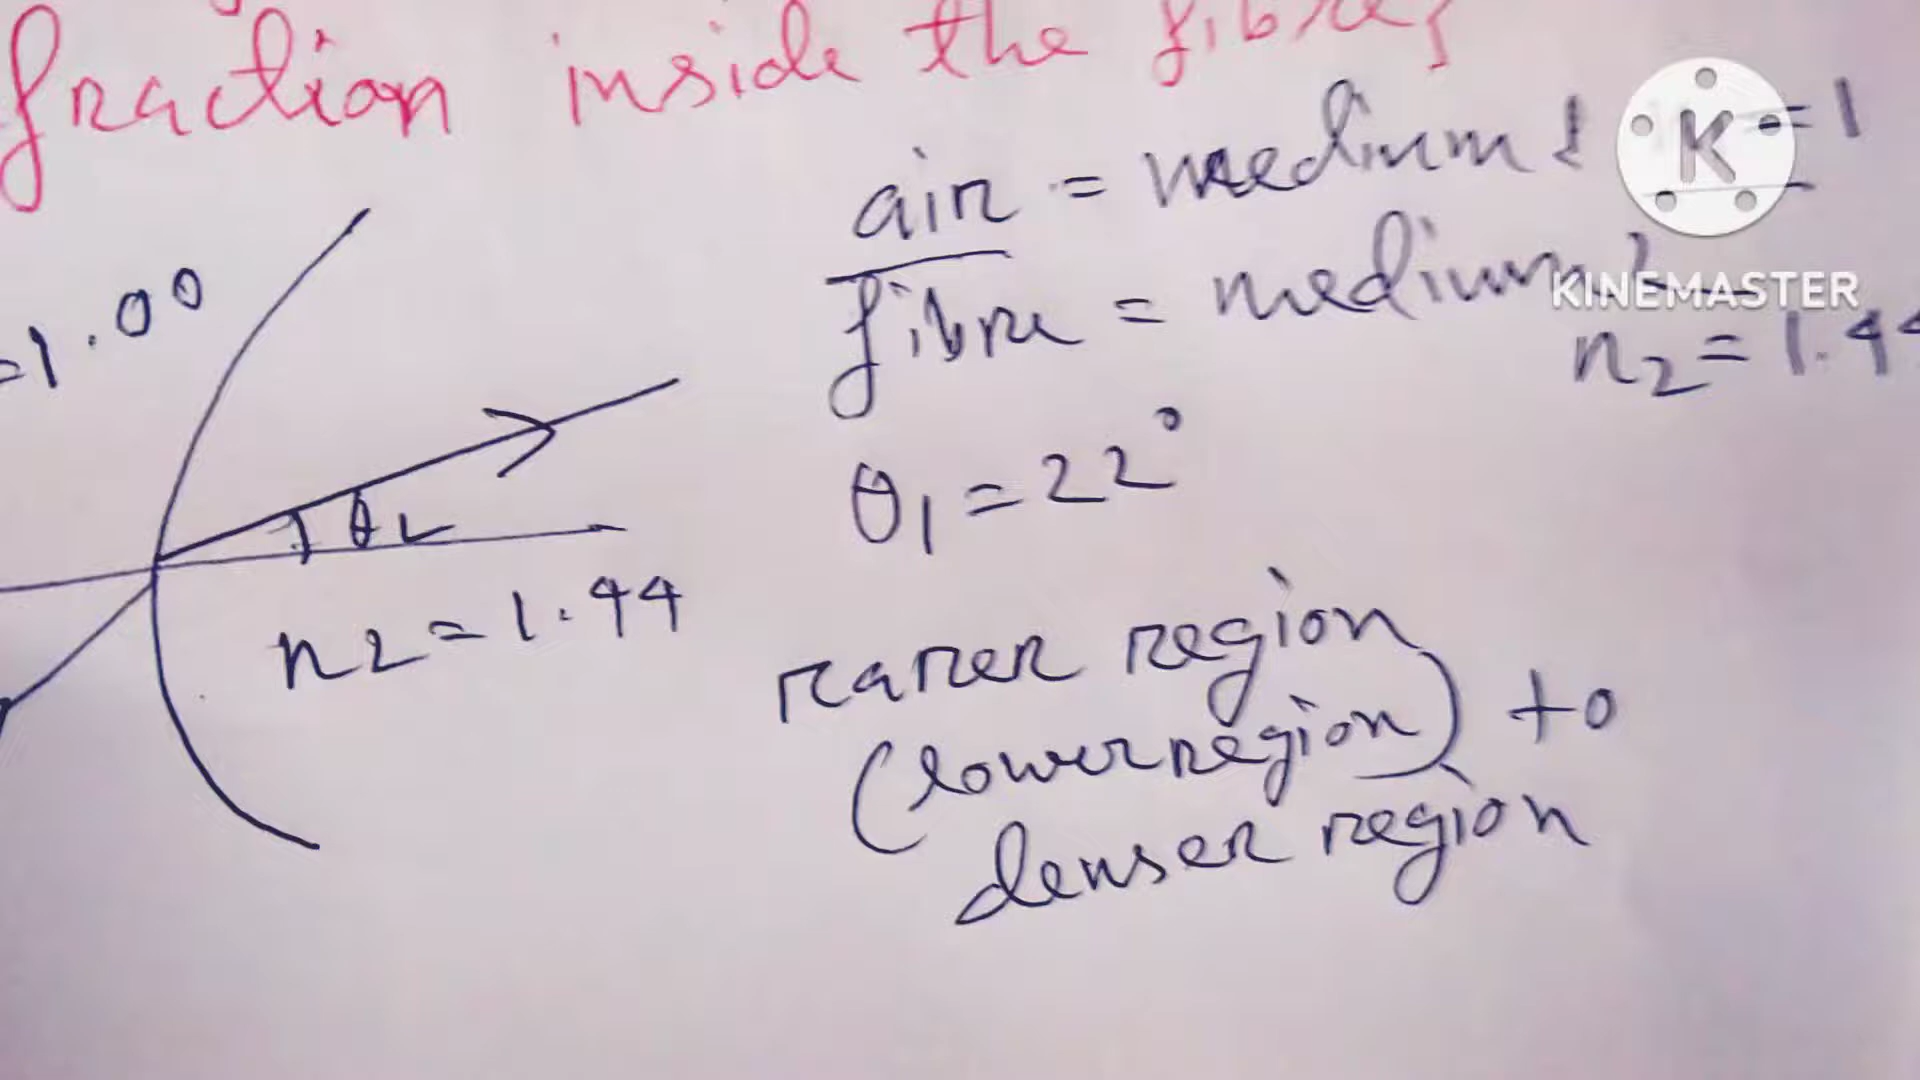 fraction inside the fibre?
air = medium 1 = 1
=1.00
fibre = medium 2
KINEMASTER
n2 = 1.44
θ1 = 22°
θ2
n2 = 1.44
rarer region
(lower region) to
denser region